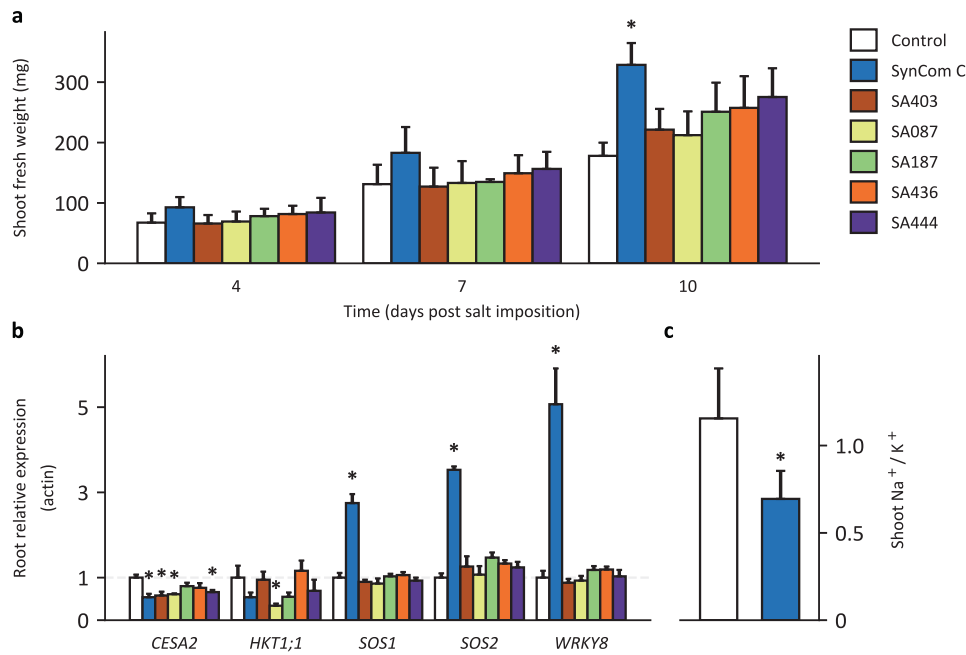 a
Shoot fresh weight (mg)
300
200
100
0
*
4
7
10
Time (days post salt imposition)
Control
SynCom C
SA403
SA087
SA187
SA436
SA444
b
Root relative expression
(actin)
5
3
1
0
* * * *
*
*
*
*
CESA2
HKT1;1
SOS1
SOS2
WRKY8
c
*
1.0
0.5
0
Shoot Na⁺ / K⁺